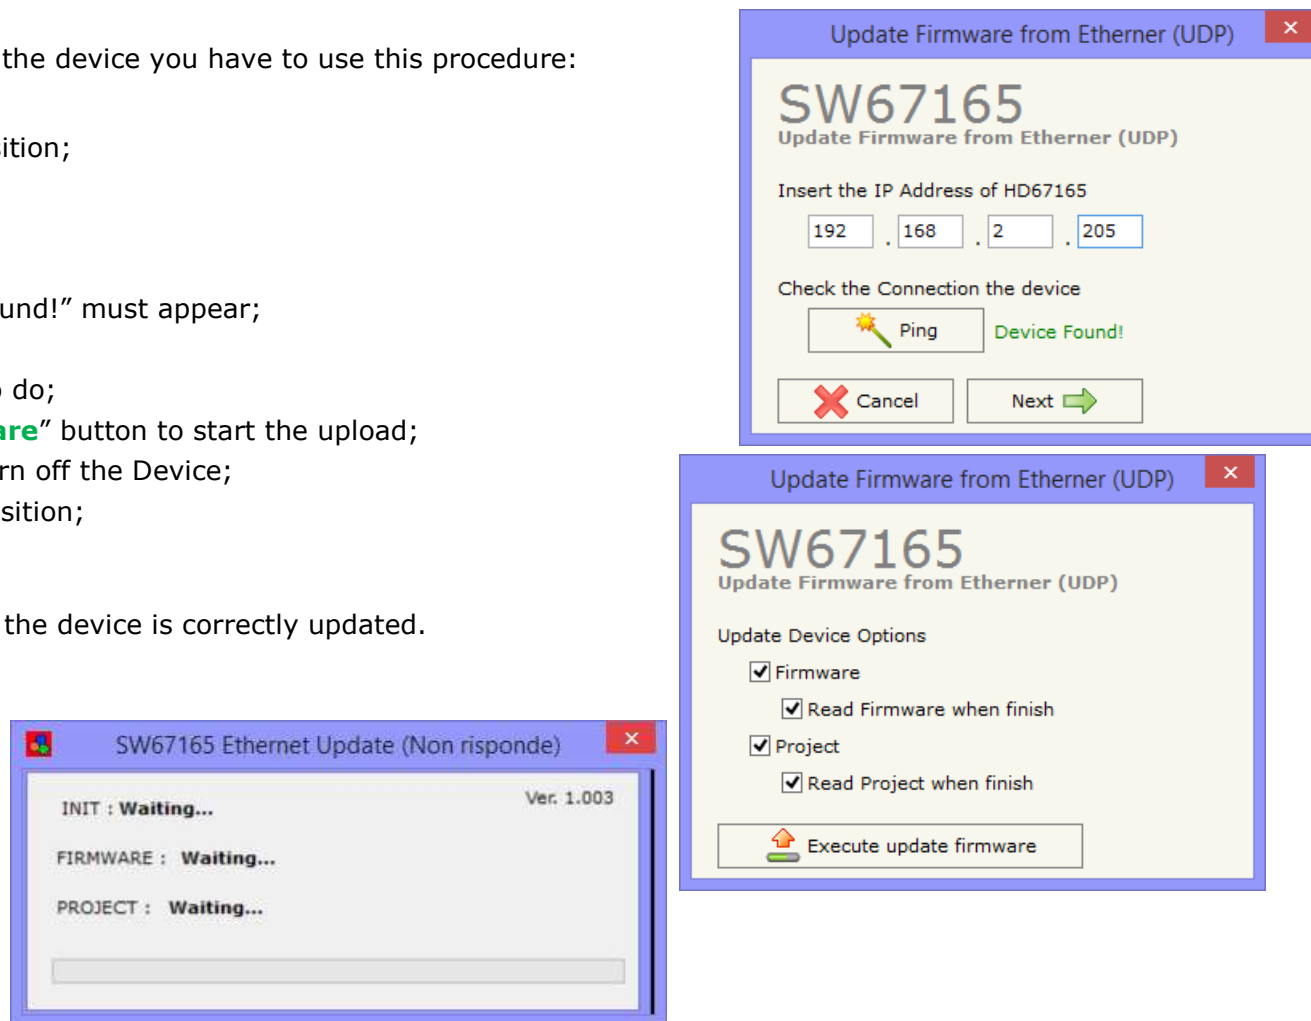 the device you have to use this procedure:
sition;
und!” must appear;
o do;
are” button to start the upload;
rn off the Device;
sition;
the device is correctly updated.
Update Firmware from Etherner (UDP)
SW67165
Update Firmware from Etherner (UDP)
Insert the IP Address of HD67165
192 . 168 . 2 . 205
Check the Connection the device
Ping Device Found!
Cancel Next
Update Firmware from Etherner (UDP)
SW67165
Update Firmware from Etherner (UDP)
Update Device Options
Firmware
Read Firmware when finish
Project
Read Project when finish
Execute update firmware
SW67165 Ethernet Update (Non risponde)
Ver. 1.003
INIT : Waiting...
FIRMWARE : Waiting...
PROJECT : Waiting...